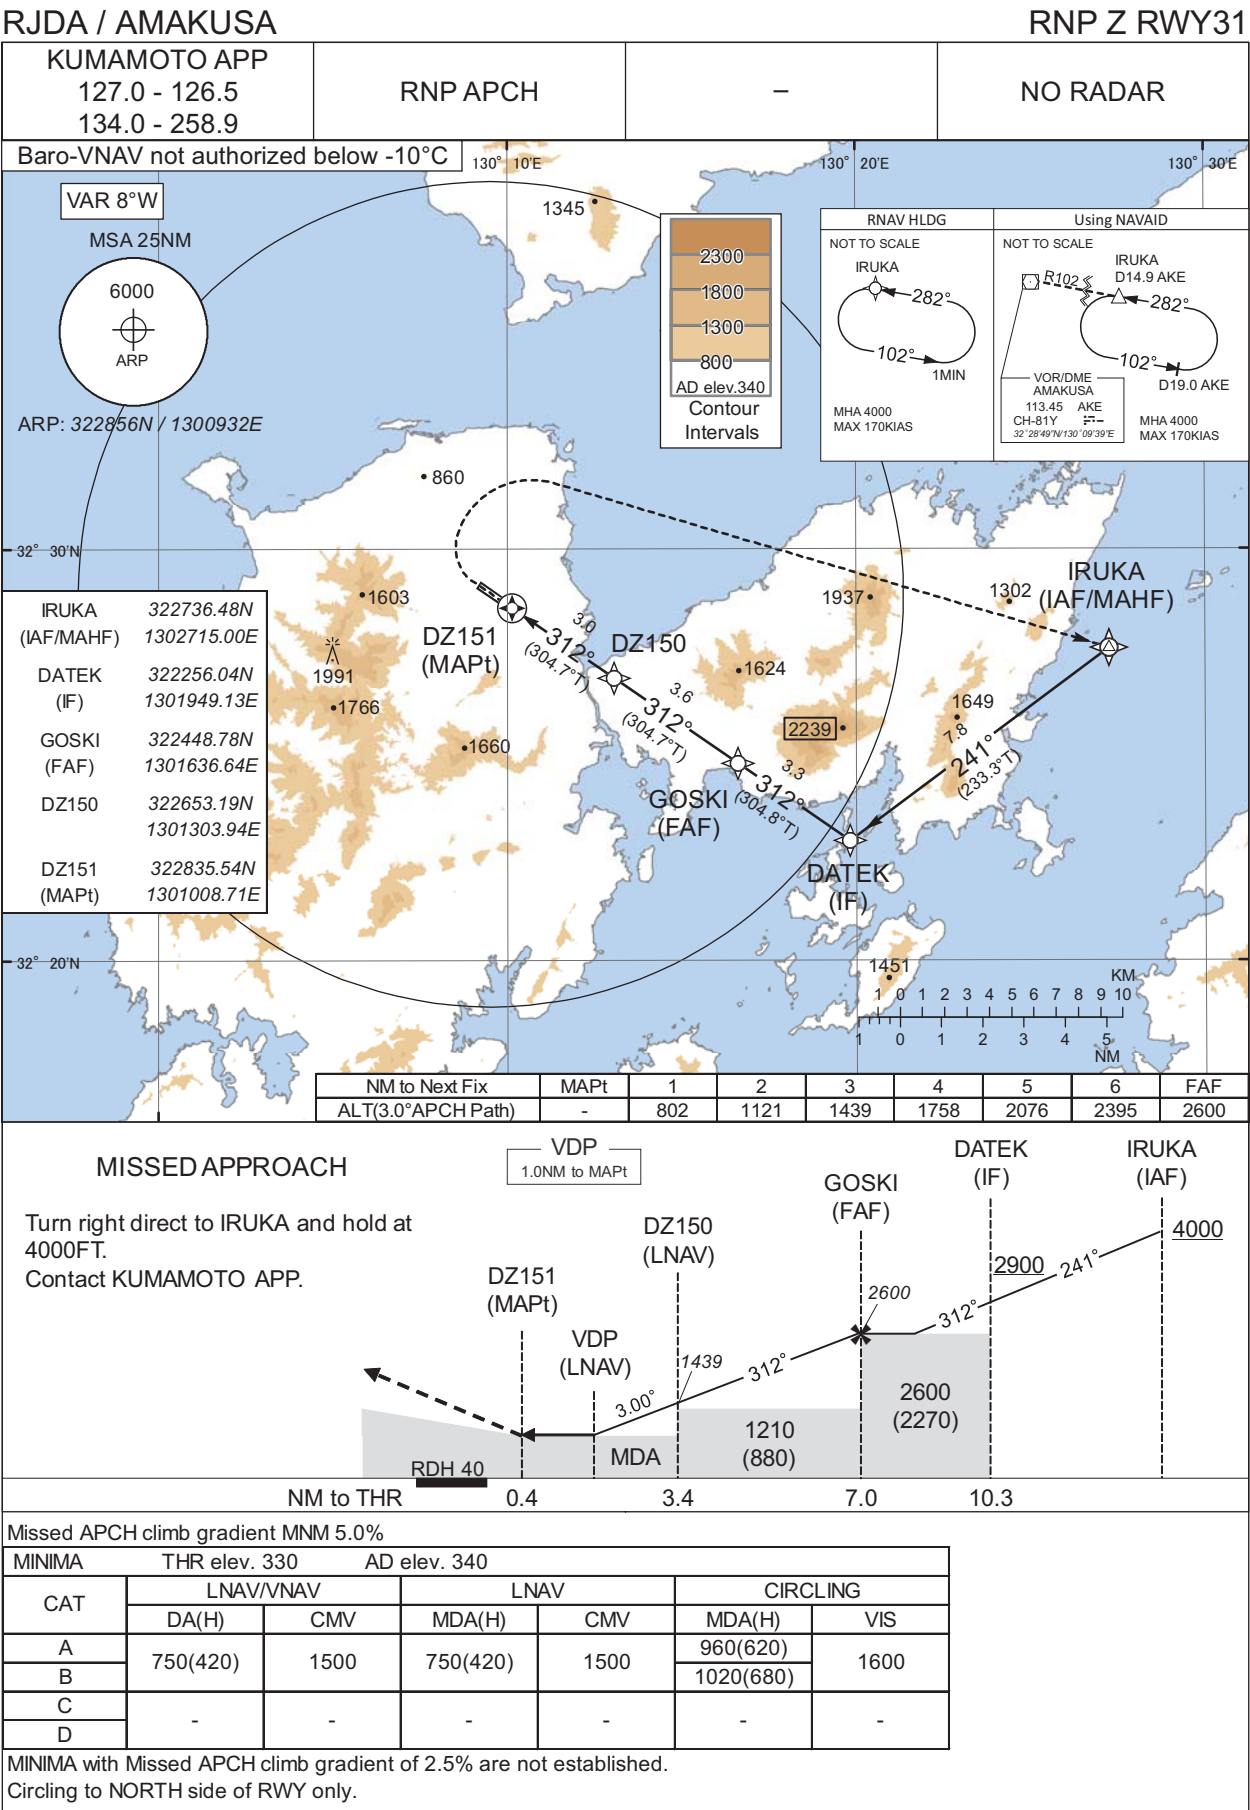 RJDA / AMAKUSA
RNP Z RWY31
KUMAMOTO APP
127.0 - 126.5
134.0 - 258.9
RNP APCH
–
NO RADAR
Baro-VNAV not authorized below -10°C
130° 10'E
130° 20'E
130° 30'E
VAR 8°W
MSA 25NM
6000
ARP
ARP: 322856N / 1300932E
1345
2300
1800
1300
800
AD elev.340
Contour
Intervals
RNAV HLDG
NOT TO SCALE
IRUKA
282°
102°
1MIN
MHA 4000
MAX 170KIAS
Using NAVAID
NOT TO SCALE
IRUKA
D14.9 AKE
R102
282°
102°
D19.0 AKE
VOR/DME
AMAKUSA
113.45 AKE
CH-81Y
32°28'49"N/130°09'39"E
MHA 4000
MAX 170KIAS
860
32° 30'N
IRUKA
(IAF/MAHF)
1302
1937
1603
IRUKA 322736.48N
(IAF/MAHF) 1302715.00E
DATEK 322256.04N
(IF) 1301949.13E
GOSKI 322448.78N
(FAF) 1301636.64E
DZ150 322653.19N
1301303.94E
DZ151 322835.54N
(MAPt) 1301008.71E
DZ151
(MAPt)
3.0
312°
(304.7°T)
DZ150
1991
1766
1660
1624
3.6
312°
(304.7°T)
2239
1649
7.8
241°
(233.3°T)
3.3
312°
(304.8°T)
GOSKI
(FAF)
DATEK
(IF)
32° 20'N
1451
KM
1 0 1 2 3 4 5 6 7 8 9 10
1 0 1 2 3 4 5
NM
NM to Next Fix MAPt 1 2 3 4 5 6 FAF
ALT(3.0°APCH Path) - 802 1121 1439 1758 2076 2395 2600
MISSED APPROACH
Turn right direct to IRUKA and hold at
4000FT.
Contact KUMAMOTO APP.
VDP
1.0NM to MAPt
DATEK
(IF)
IRUKA
(IAF)
GOSKI
(FAF)
DZ150
(LNAV)
DZ151
(MAPt)
VDP
(LNAV)
4000
2900
241°
312°
2600
1439
312°
3.00°
2600
(2270)
1210
(880)
MDA
RDH 40
NM to THR 0.4 3.4 7.0 10.3
Missed APCH climb gradient MNM 5.0%
MINIMA THR elev. 330 AD elev. 340
CAT LNAV/VNAV LNAV CIRCLING
DA(H) CMV MDA(H) CMV MDA(H) VIS
A 750(420) 1500 750(420) 1500 960(620) 1600
B 1020(680)
C - - - - - -
D
MINIMA with Missed APCH climb gradient of 2.5% are not established.
Circling to NORTH side of RWY only.